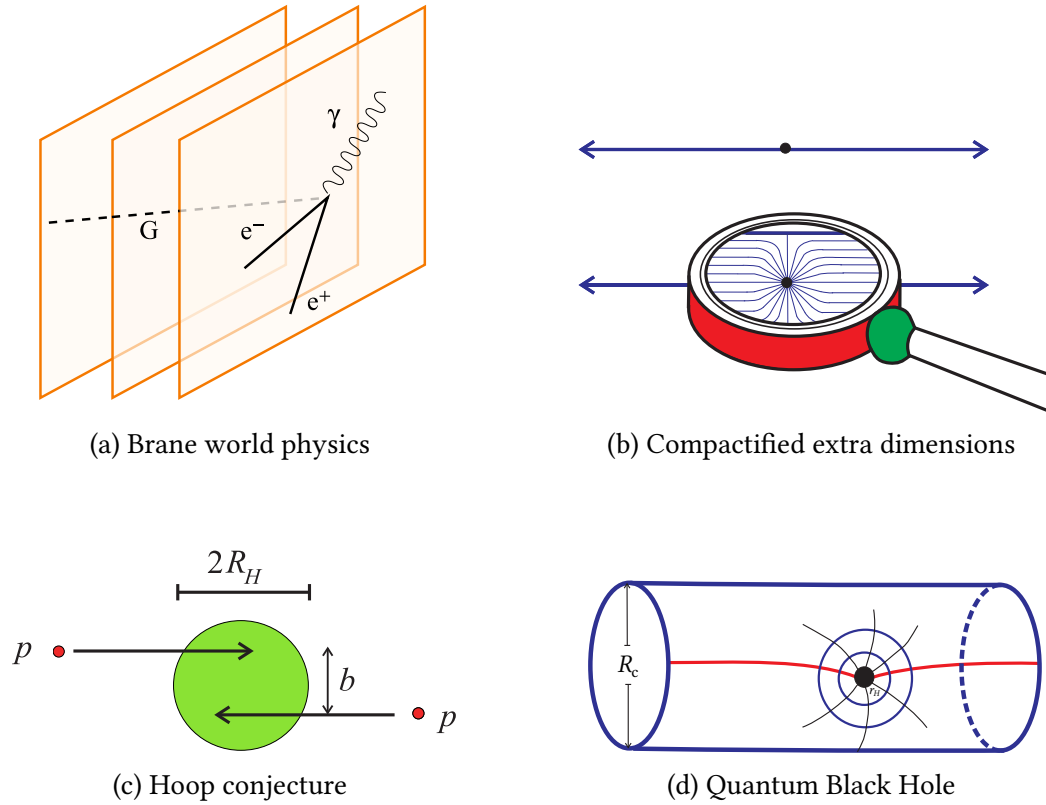 γ
G
e⁻
e⁺
(a) Brane world physics
(b) Compactified extra dimensions
2R_H
p
b
p
(c) Hoop conjecture
R_c
r_H
(d) Quantum Black Hole